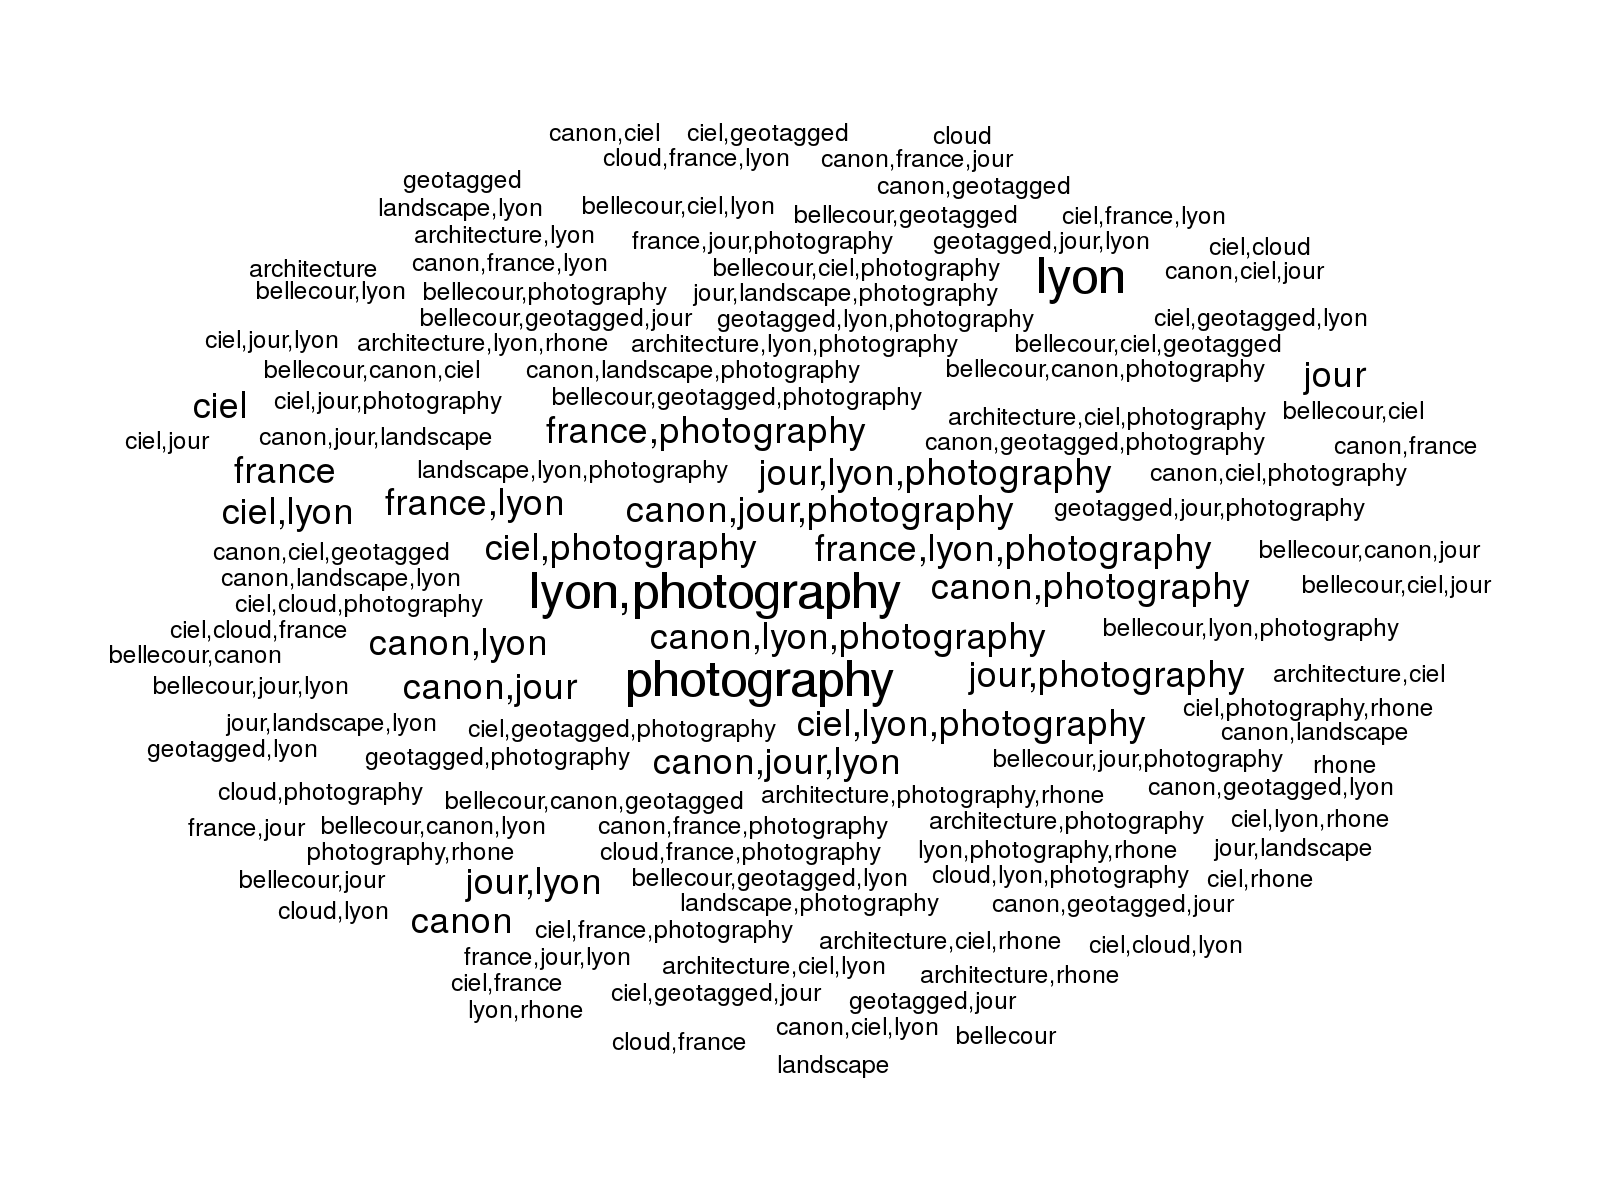 canon,ciel ciel,geotagged cloud
cloud,france,lyon canon,france,jour
geotagged canon,geotagged
landscape,lyon bellecour,ciel,lyon bellecour,geotagged ciel,france,lyon
architecture,lyon france,jour,photography geotagged,jour,lyon ciel,cloud
architecture canon,france,lyon bellecour,ciel,photography lyon canon,ciel,jour
bellecour,lyon bellecour,photography jour,landscape,photography
bellecour,geotagged,jour geotagged,lyon,photography ciel,geotagged,lyon
ciel,jour,lyon architecture,lyon,rhone architecture,lyon,photography bellecour,ciel,geotagged
bellecour,canon,ciel canon,landscape,photography bellecour,canon,photography jour
ciel ciel,jour,photography bellecour,geotagged,photography architecture,ciel,photography bellecour,ciel
ciel,jour canon,jour,landscape france,photography canon,geotagged,photography canon,france
france landscape,lyon,photography jour,lyon,photography canon,ciel,photography
ciel,lyon france,lyon canon,jour,photography geotagged,jour,photography
canon,ciel,geotagged ciel,photography france,lyon,photography bellecour,canon,jour
canon,landscape,lyon lyon,photography canon,photography bellecour,ciel,jour
ciel,cloud,photography
ciel,cloud,france canon,lyon canon,lyon,photography bellecour,lyon,photography
bellecour,canon
bellecour,jour,lyon canon,jour photography jour,photography architecture,ciel
jour,landscape,lyon ciel,geotagged,photography ciel,lyon,photography ciel,photography,rhone
canon,landscape
geotagged,lyon geotagged,photography canon,jour,lyon bellecour,jour,photography rhone
cloud,photography bellecour,canon,geotagged architecture,photography,rhone canon,geotagged,lyon
france,jour bellecour,canon,lyon canon,france,photography architecture,photography ciel,lyon,rhone
photography,rhone cloud,france,photography lyon,photography,rhone jour,landscape
bellecour,jour jour,lyon bellecour,geotagged,lyon cloud,lyon,photography ciel,rhone
cloud,lyon canon landscape,photography canon,geotagged,jour
ciel,france,photography architecture,ciel,rhone ciel,cloud,lyon
france,jour,lyon architecture,ciel,lyon architecture,rhone
ciel,france ciel,geotagged,jour geotagged,jour
lyon,rhone canon,ciel,lyon bellecour
cloud,france
landscape